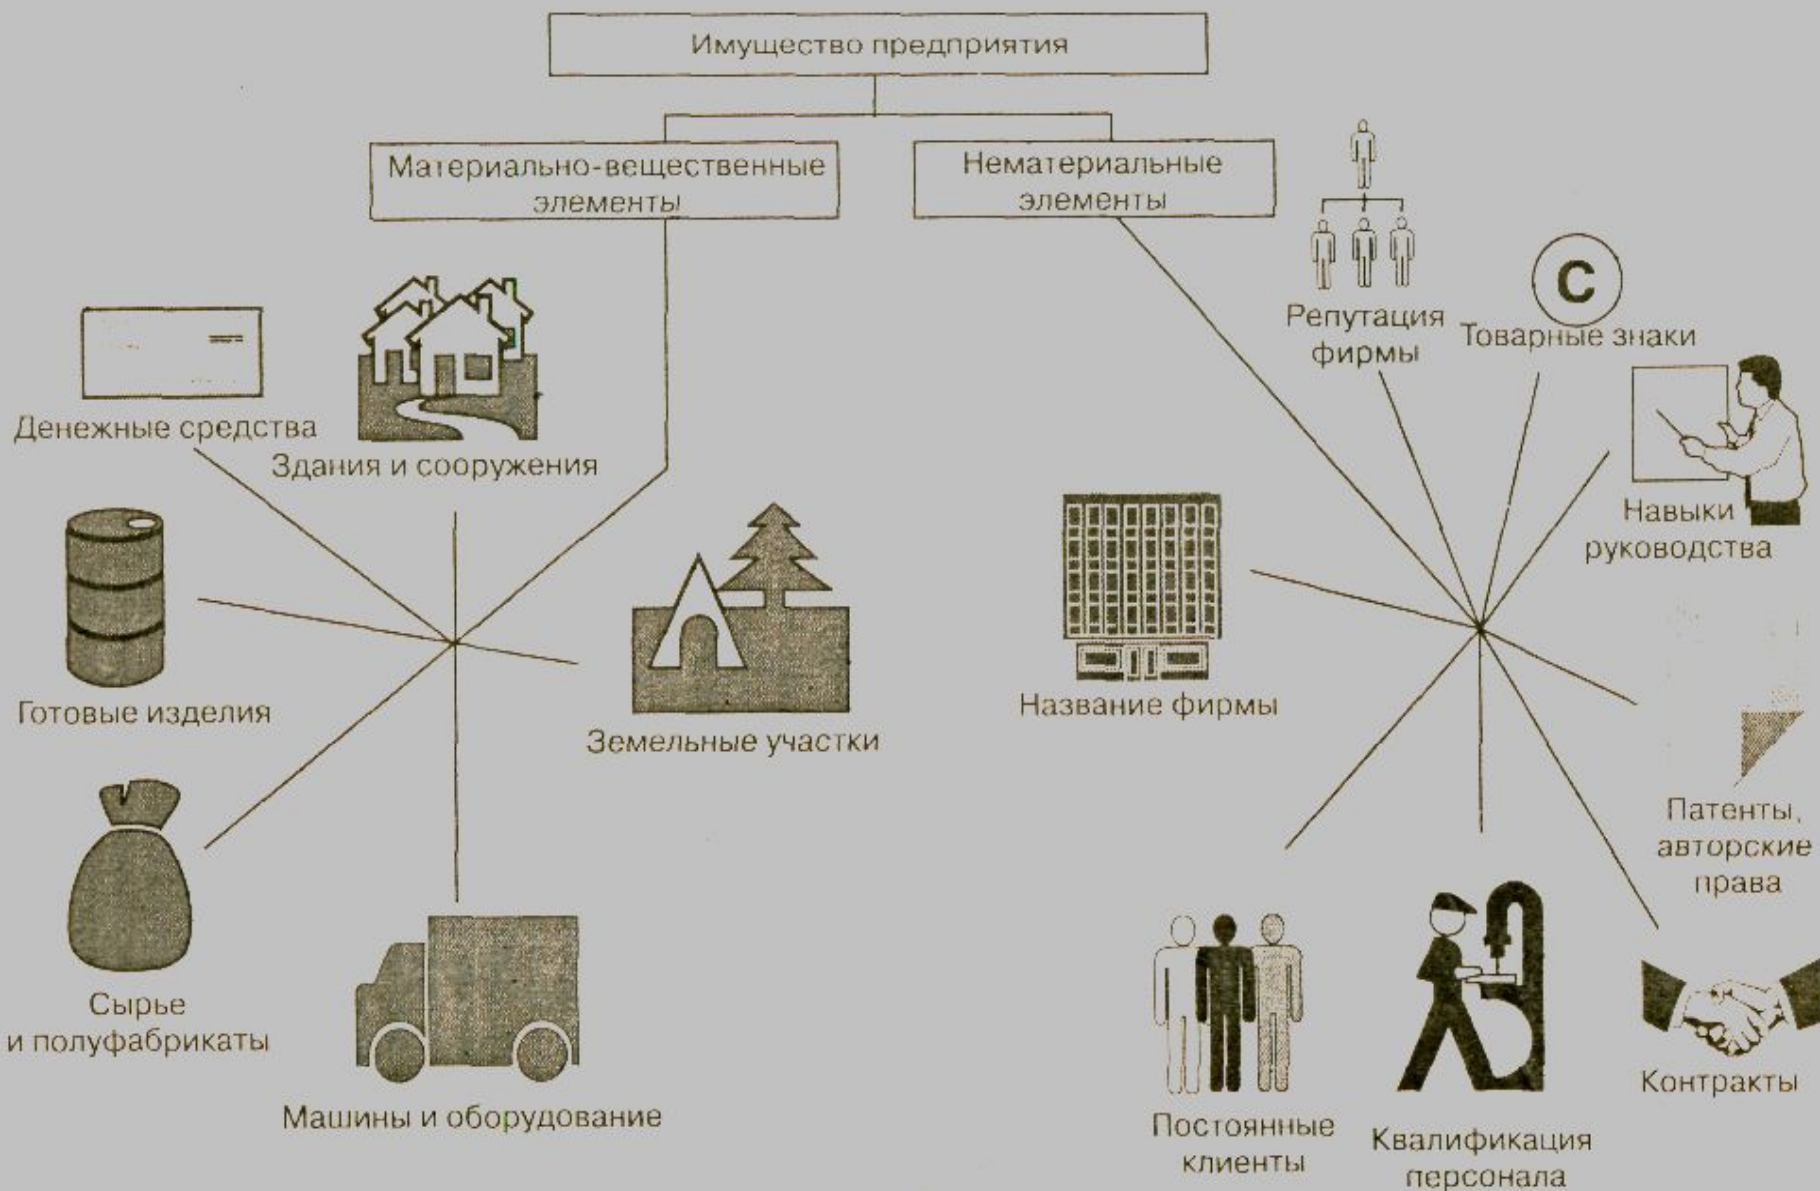 Имущество предприятия
Материально-вещественные
элементы
Нематериальные
элементы
Денежные средства
Здания и сооружения
Готовые изделия
Земельные участки
Сырье
и полуфабрикаты
Машины и оборудование
Репутация
фирмы
C
Товарные знаки
Навыки
руководства
Название фирмы
Патенты,
авторские
права
Постоянные
клиенты
Квалификация
персонала
Контракты